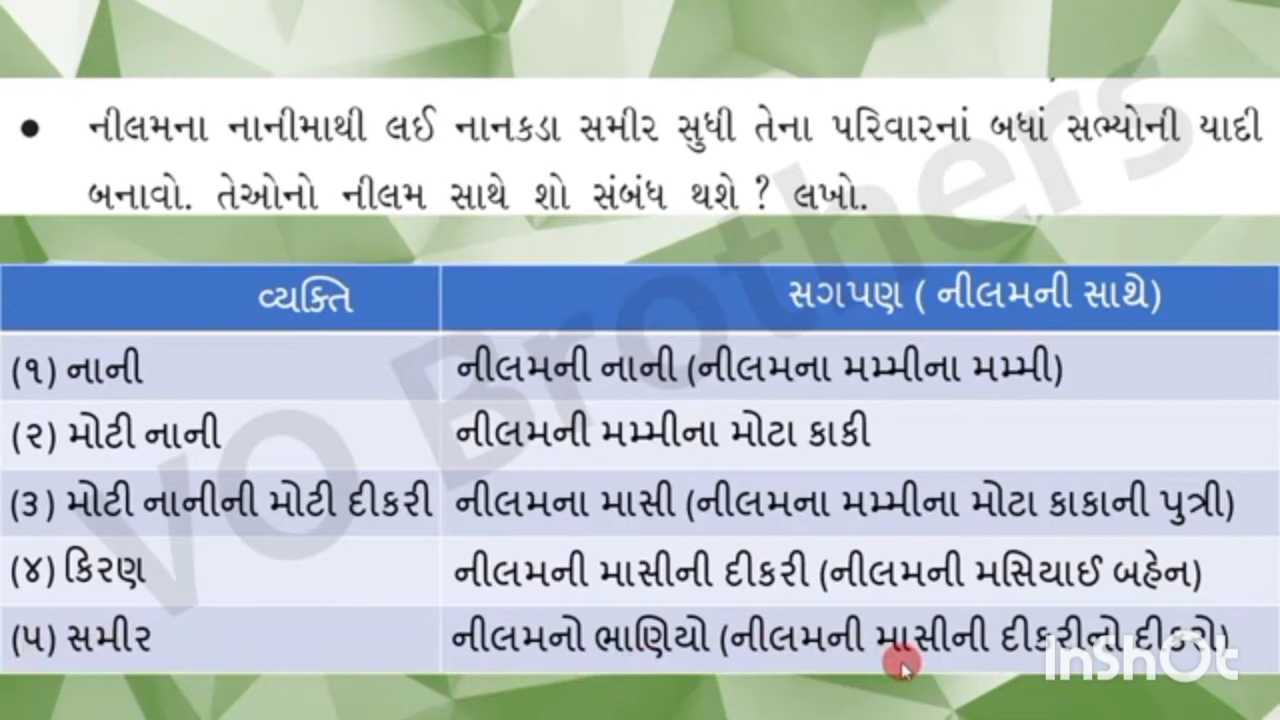 ● નીલમના નાનીમાથી લઈ નાનકડા સમીર સુધી તેના પરિવારનાં બધાં સભ્યોની યાદી
બનાવો. તેઓનો નીલમ સાથે શો સંબંધ થશે ? લખો.
વ્યક્તિ સગપણ ( નીલમની સાથે)
(૧) નાની નીલમની નાની (નીલમના મમ્મીના મમ્મી)
(૨) મોટી નાની નીલમની મમ્મીના મોટા કાકી
(૩) મોટી નાનીની મોટી દીકરી નીલમના માસી (નીલમના મમ્મીના મોટા કાકાની પુત્રી)
(૪) કિરણ નીલમની માસીની દીકરી (નીલમની મસિયાઈ બહેન)
(૫) સમીર નીલમનો ભાણિયો (નીલમની માસીની દીકરીનો દીકરો)
VO Brothers
InShOt